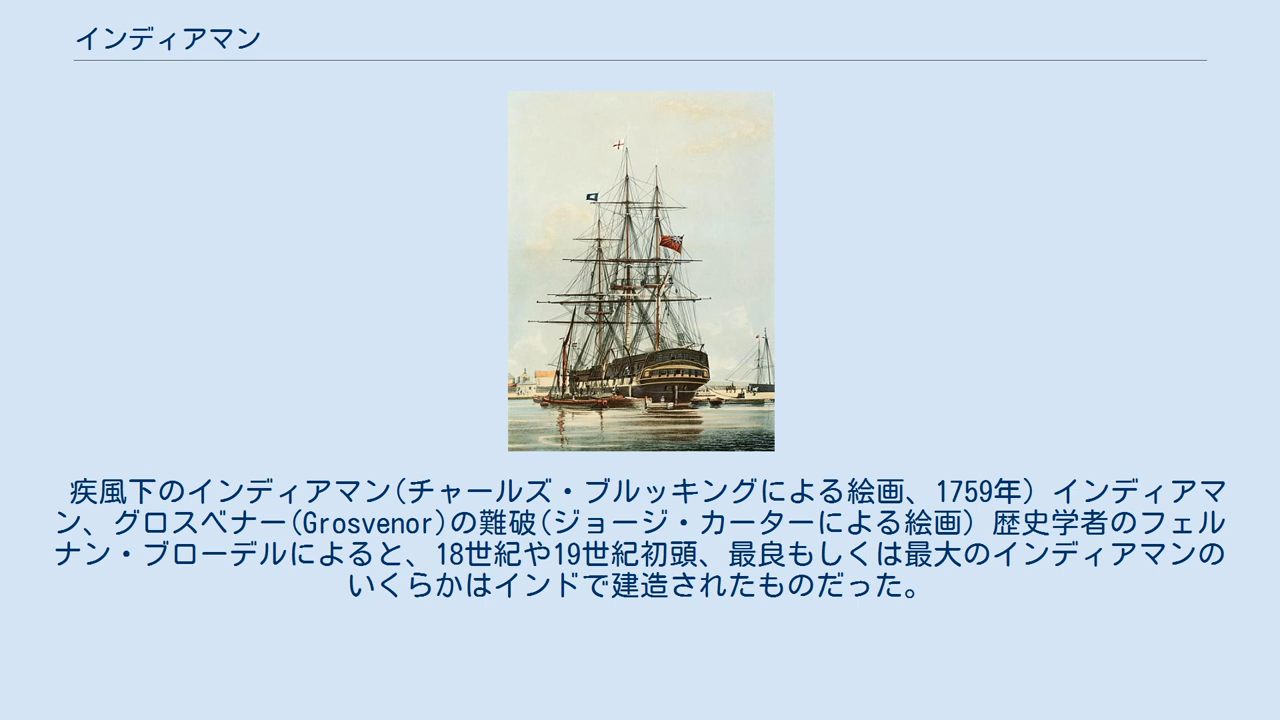 インディアマン
疾風下のインディアマン(チャールズ・ブルッキングによる絵画、1759年) インディアマ
ン、グロスベナー(Grosvenor)の難破(ジョージ・カーターによる絵画) 歴史学者のフェル
ナン・ブローデルによると、18世紀や19世紀初頭、最良もしくは最大のインディアマンの
いくらかはインドで建造されたものだった。